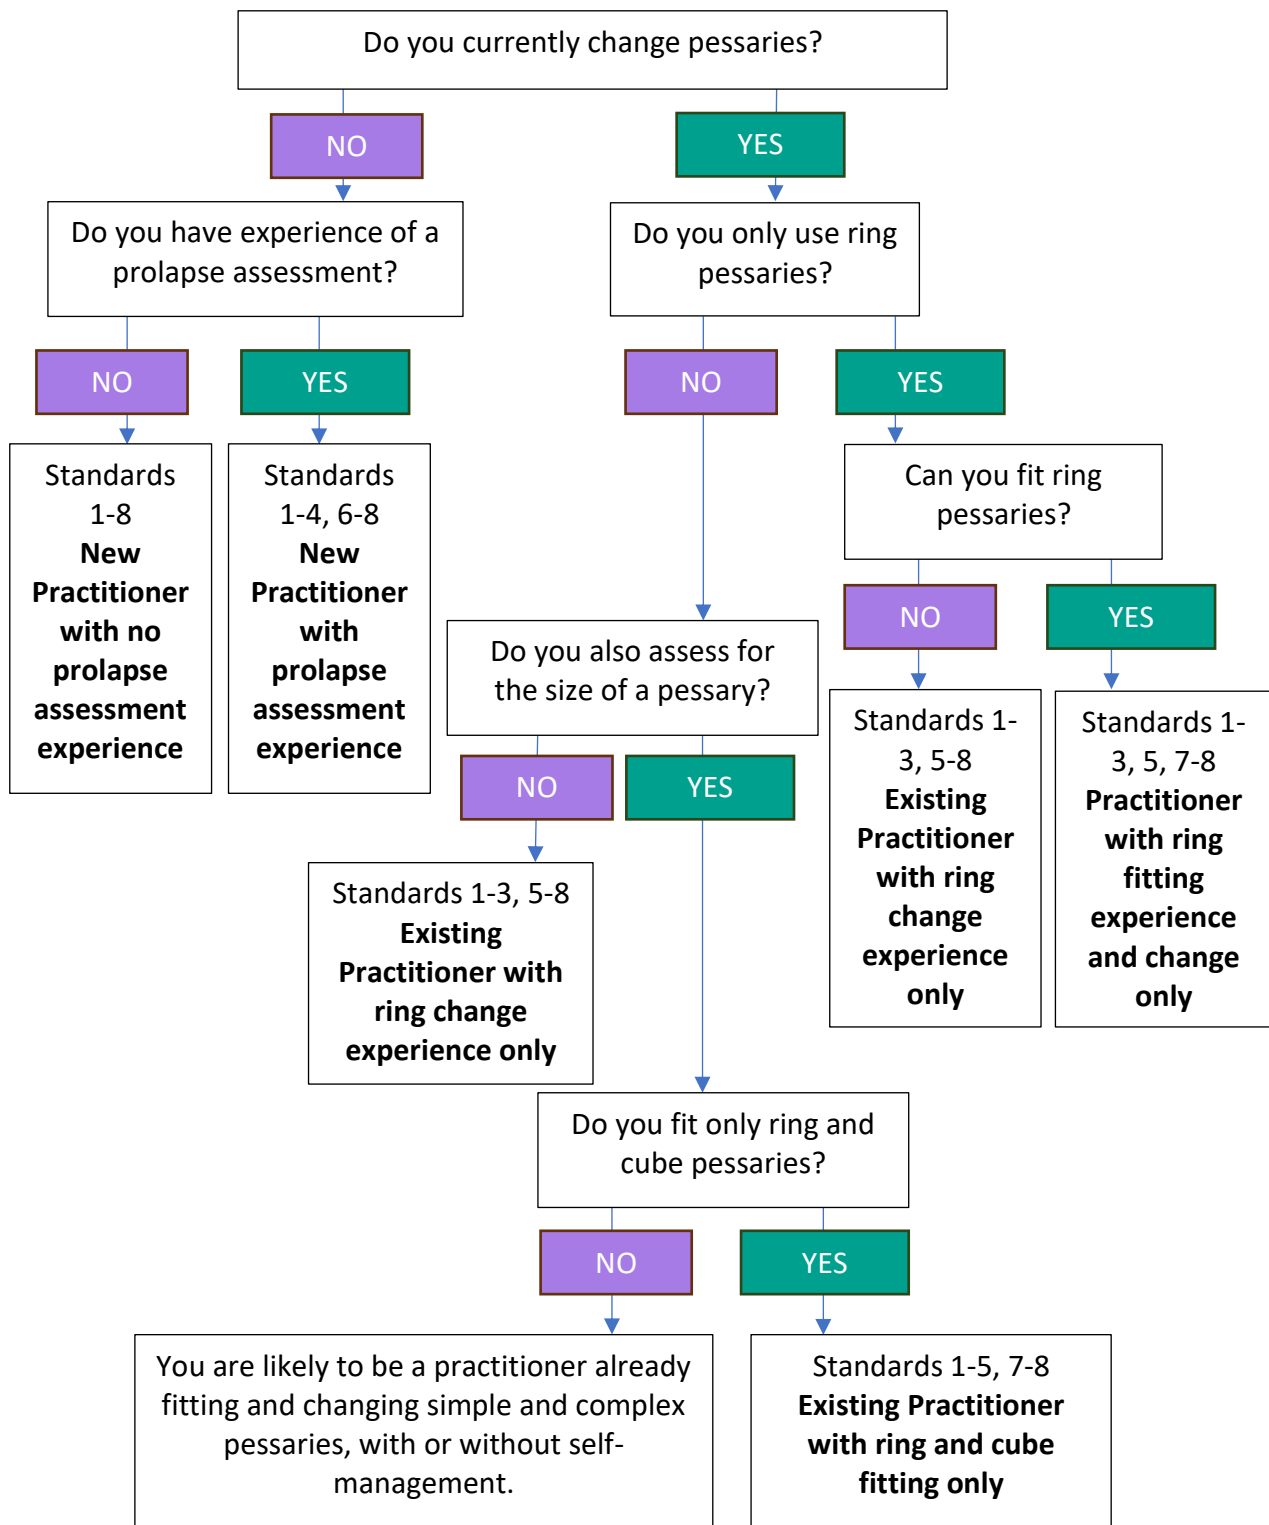 Do you currently change pessaries?
NO
YES
Do you have experience of a
prolapse assessment?
Do you only use ring
pessaries?
NO
YES
NO
YES
Standards
1-8
New
Practitioner
with no
prolapse
assessment
experience
Standards
1-4, 6-8
New
Practitioner
with
prolapse
assessment
experience
Can you fit ring
pessaries?
NO
YES
Do you also assess for
the size of a pessary?
Standards 1-
3, 5-8
Existing
Practitioner
with ring
change
experience
only
Standards 1-
3, 5, 7-8
Practitioner
with ring
fitting
experience
and change
only
NO
YES
Standards 1-3, 5-8
Existing
Practitioner with
ring change
experience only
Do you fit only ring and
cube pessaries?
NO
YES
You are likely to be a practitioner already
fitting and changing simple and complex
pessaries, with or without self-
management.
Standards 1-5, 7-8
Existing Practitioner
with ring and cube
fitting only